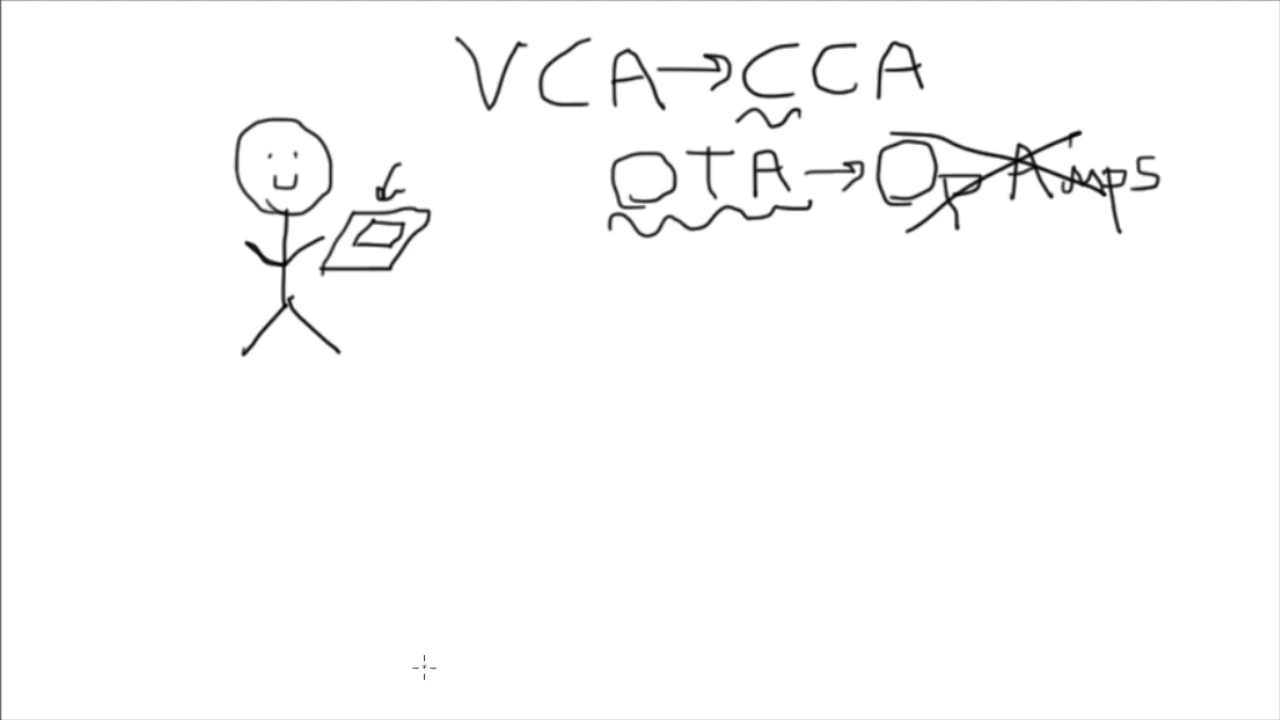 VCA → CCA
OTA → OP Amps